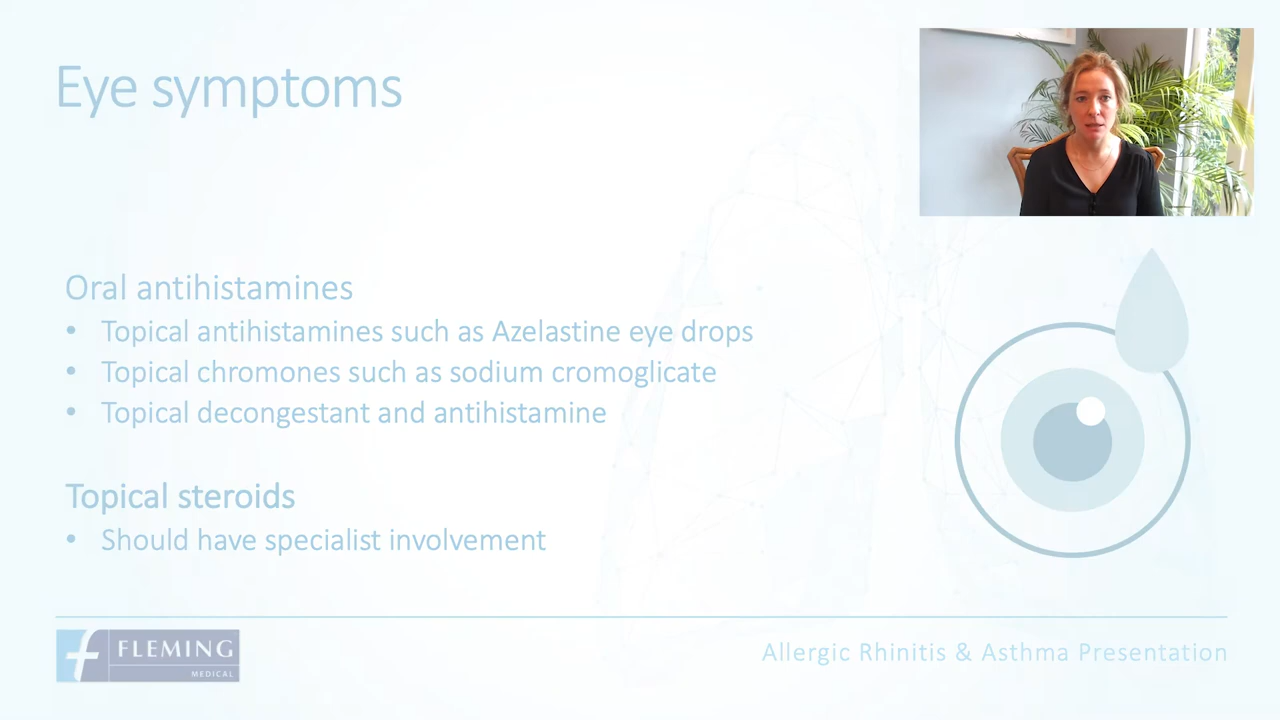 Eye symptoms
Oral antihistamines
• Topical antihistamines such as Azelastine eye drops
• Topical chromones such as sodium cromoglicate
• Topical decongestant and antihistamine
Topical steroids
• Should have specialist involvement
FLEMING
MEDICAL
Allergic Rhinitis & Asthma Presentation